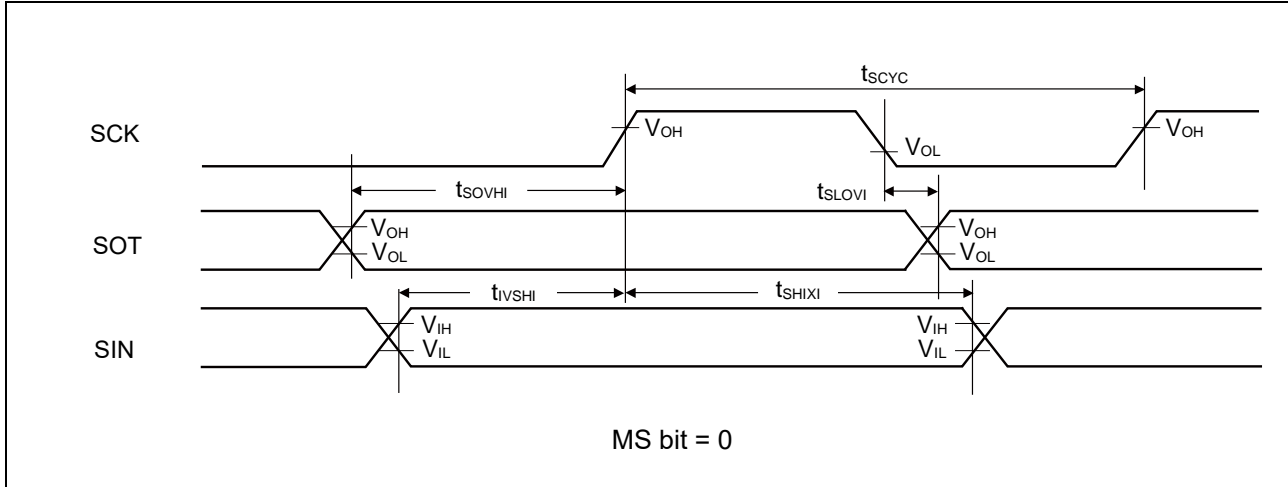 tSCYC
SCK
VOH
VOL
VOH
tSOVHI
tSLOVI
SOT
VOH
VOL
VOH
VOL
tIVSHI
tSHIXI
SIN
VIH
VIL
VIH
VIL
MS bit = 0